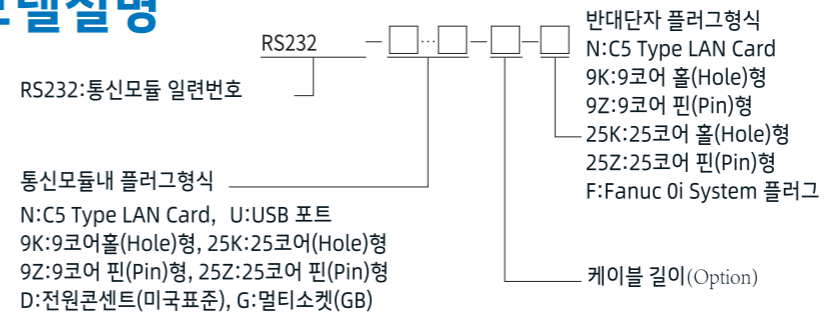 모델설명
RS232 － □…□－□－□
RS232:통신모듈 일련번호
통신모듈내 플러그형식
N:C5 Type LAN Card, U:USB 포트
9K:9코어홀(Hole)형, 25K:25코어(Hole)형
9Z:9코어 핀(Pin)형, 25Z:25코어 핀(Pin)형
D:전원콘센트(미국표준), G:멀티소켓(GB)
반대단자 플러그형식
N:C5 Type LAN Card
9K:9코어 홀(Hole)형
9Z:9코어 핀(Pin)형
25K:25코어 홀(Hole)형
25Z:25코어 핀(Pin)형
F:Fanuc 0i System 플러그
케이블 길이(Option)